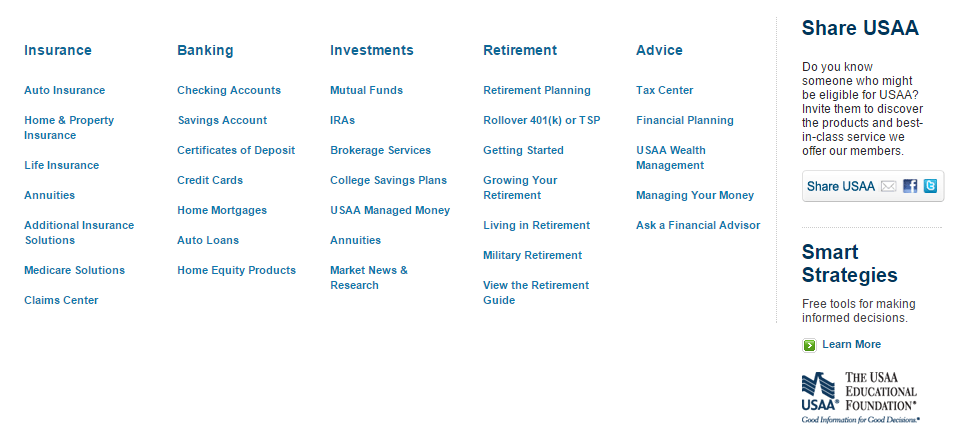 Insurance
Auto Insurance
Home & Property
Insurance
Life Insurance
Annuities
Additional Insurance
Solutions
Medicare Solutions
Claims Center
Banking
Checking Accounts
Savings Account
Certificates of Deposit
Credit Cards
Home Mortgages
Auto Loans
Home Equity Products
Investments
Mutual Funds
IRAs
Brokerage Services
College Savings Plans
USAA Managed Money
Annuities
Market News &
Research
Retirement
Retirement Planning
Rollover 401(k) or TSP
Getting Started
Growing Your
Retirement
Living in Retirement
Military Retirement
View the Retirement
Guide
Advice
Tax Center
Financial Planning
USAA Wealth
Management
Managing Your Money
Ask a Financial Advisor
Share USAA
Do you know
someone who might
be eligible for USAA?
Invite them to discover
the products and best-
in-class service we
offer our members.
Share USAA
Smart
Strategies
Free tools for making
informed decisions.
Learn More
USAA®
THE USAA
EDUCATIONAL
FOUNDATION®
Good Information for Good Decisions.®